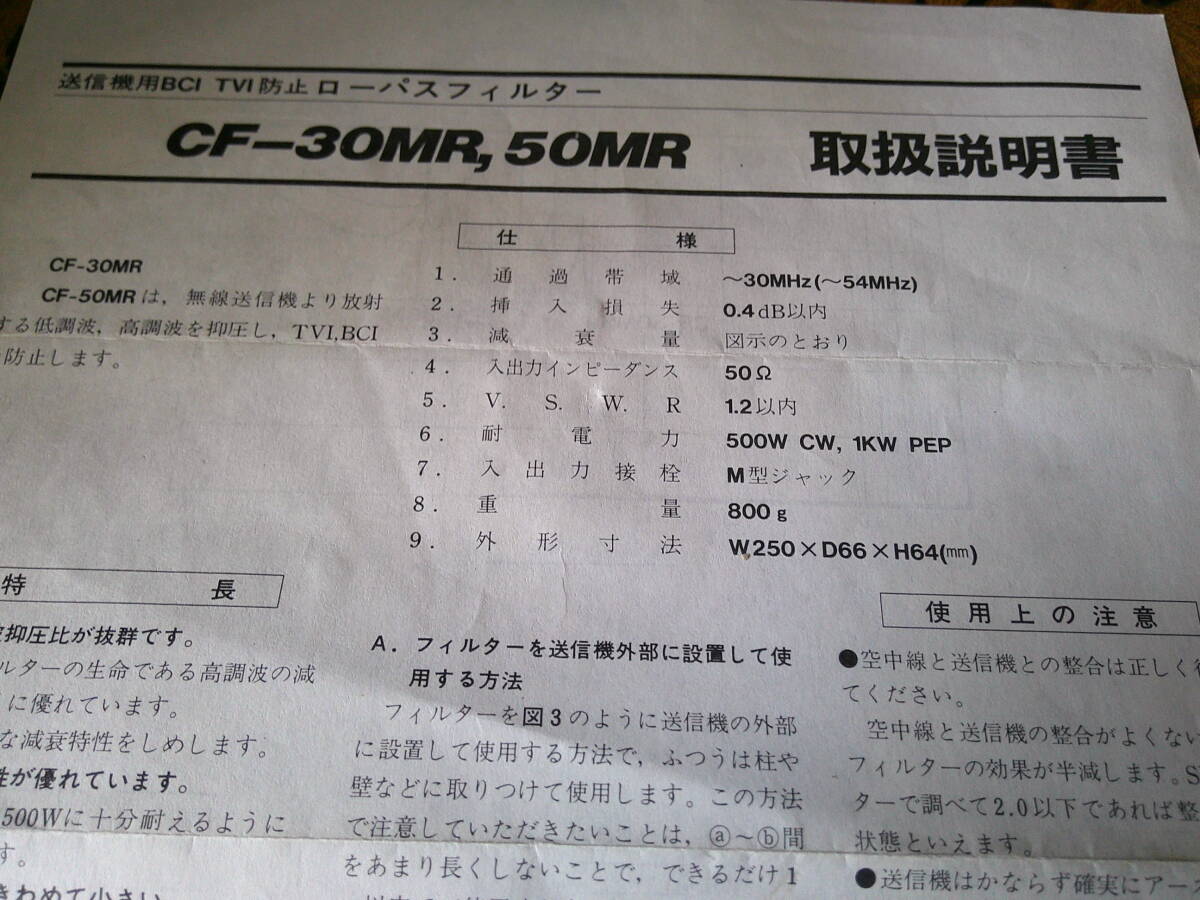 送信機用BCI TVI防止ローパスフィルター
CF-30MR, 50MR 取扱説明書
CF-30MR
CF-50MRは，無線送信機より放射
する低調波，高調波を抑圧し，TVI,BCI
防止します。
仕様
1． 通過帯域 〜30MHz(〜54MHz)
2． 挿入損失 0.4dB以内
3． 減衰量 図示のとおり
4． 入出力インピーダンス 50Ω
5． V. S. W. R 1.2以内
6． 耐電力 500W CW, 1KW PEP
7． 入出力接栓 M型ジャック
8． 重量 800g
9． 外形寸法 W250×D66×H64(mm)
特長
抑圧比が抜群です。
ルターの生命である高調波の減
に優れています。
な減衰特性をしめします。
性が優れています。
500Wに十分耐えるように
す。
きわめて小さい
A．フィルターを送信機外部に設置して使
用する方法
フィルターを図3のように送信機の外部
に設置して使用する方法で，ふつうは柱や
壁などに取りつけて使用します。この方法
で注意していただきたいことは，ⓐ〜ⓑ間
をあまり長くしないことで，できるだけ1
使用上の注意
●空中線と送信機との整合は正しく
てください。
空中線と送信機の整合がよくない
フィルターの効果が半減します。S
ターで調べて2.0以下であれば整
状態といえます。
●送信機はかならず確実にアース